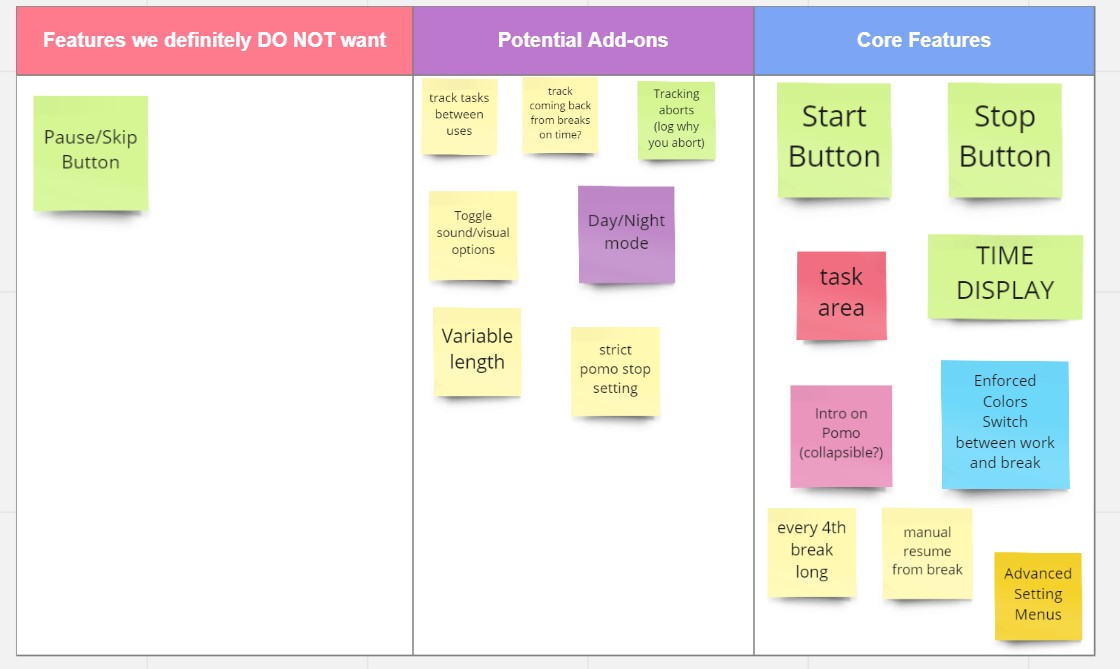 Features we definitely DO NOT want
Potential Add-ons
Core Features
Pause/Skip
Button
track tasks
between
uses
track
coming back
from breaks
on time?
Tracking
aborts
(log why
you abort)
Toggle
sound/visual
options
Day/Night
mode
Variable
length
strict
pomo stop
setting
Start
Button
Stop
Button
task
area
TIME
DISPLAY
Intro on
Pomo
(collapsible?)
Enforced
Colors
Switch
between work
and break
every 4th
break
long
manual
resume
from break
Advanced
Setting
Menus